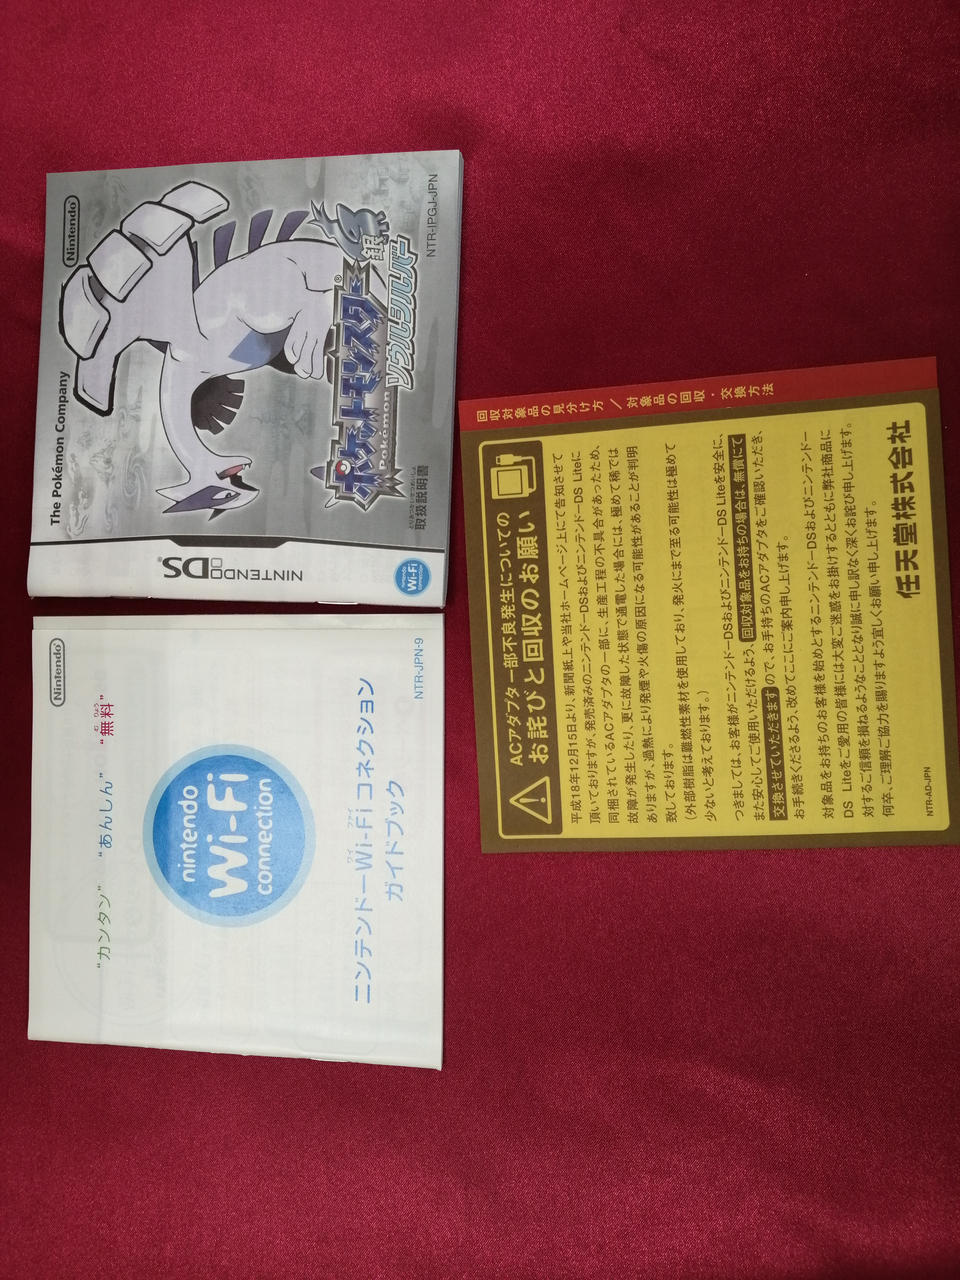 The Pokémon Company
Nintendo
NINTENDO DS
ポケットモンスター
Pokémon
銀
ソウルシルバー
とりあつかいせつめいしょ
取扱説明書
Nintendo
Wi-Fi
CONNECTION
NTR-IPGJ-JPN
Nintendo
“カンタン” “あんしん” “無料”
むりょう
nintendo
Wi-Fi
connection
ワイ ファイ
ニンテンドーWi-Fi コネクション
ガイドブック
NTR-JPN-9
回収対象品の見分け方 / 対象品の回収・交換方法
ACアダプタ一部不良発生についての
お詫びと回収のお願い
平成18年12月15日より、新聞紙上や当社ホームページ上にて告知させて
頂いておりますが、発売済みのニンテンドーDSおよびニンテンドーDS Liteに
同梱されているACアダプタの一部に、生産工程の不具合があったため、
故障が発生したり、更に故障した状態で通電した場合には、極めて稀では
ありますが、過熱により発煙や火傷の原因になる可能性があることが判明
致しております。
(外部樹脂は難燃性素材を使用しており、発火にまで至る可能性は極めて
少ないと考えております。)
つきましては、お客様がニンテンドーDSおよびニンテンドーDS Liteを安全に、
また安心してご使用いただけるよう、回収対象品をお持ちの場合は、無償にて
交換させていただきますので、お手持ちのACアダプタをご確認いただき、
お手続きくださるよう、改めてここにご案内申し上げます。
対象品をお持ちのお客様を始めとするニンテンドーDSおよびニンテンドー
DS Liteをご愛用の皆様には大変ご迷惑をお掛けするとともに弊社商品に
対するご信頼を損ねるようなこととなり誠に申し訳なく深くお詫び申し上げます。
何卒、ご理解ご協力を賜りますよう宜しくお願い申し上げます。
任天堂株式会社
NTR-AD-JPN